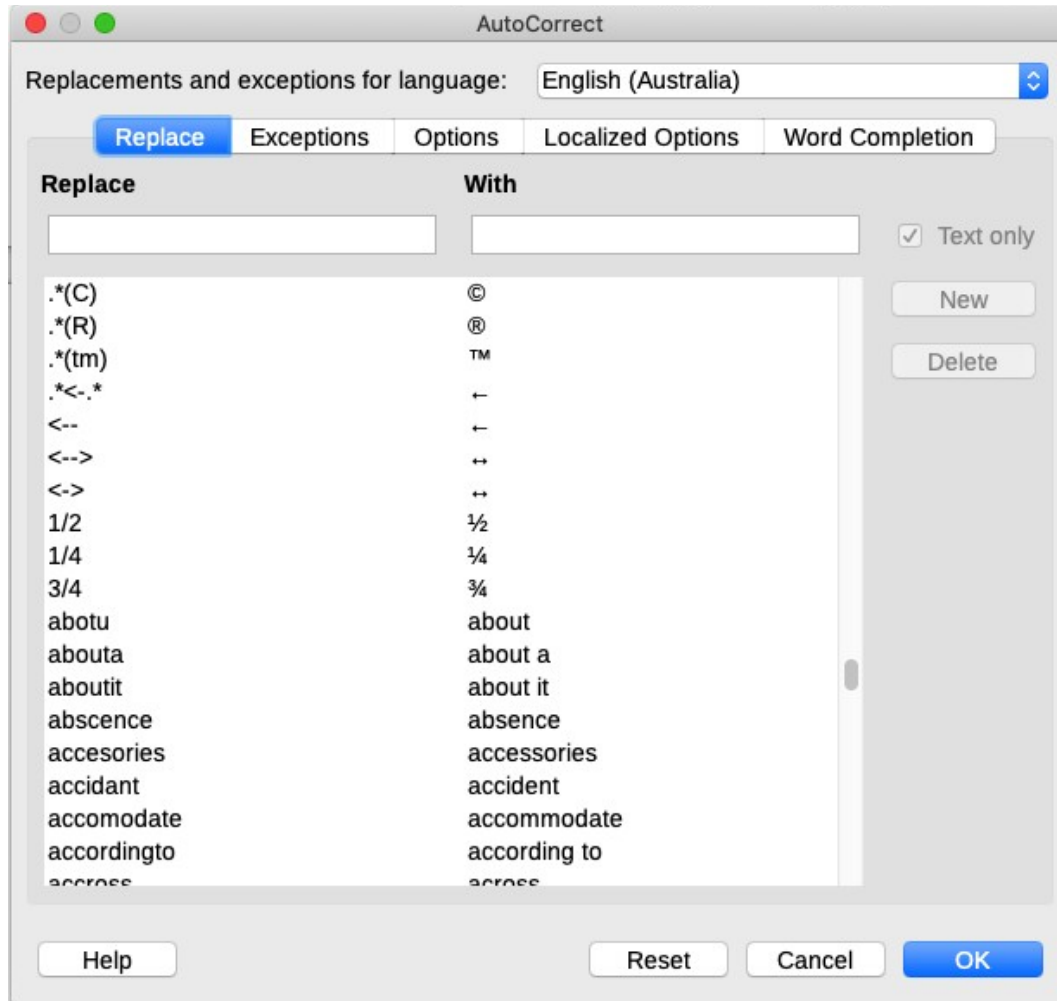 AutoCorrect
Replacements and exceptions for language: English (Australia)
Replace Exceptions Options Localized Options Word Completion
Replace With
Text only
.*(C) ©
.*(R) ®
.*(tm) ™
.*<-.* ←
<-- ←
<--> ↔
<-> ↔
1/2 ½
1/4 ¼
3/4 ¾
abotu about
abouta about a
aboutit about it
abscence absence
accesories accessories
accidant accident
accomodate accommodate
accordingto according to
accross across
New
Delete
Help Reset Cancel OK